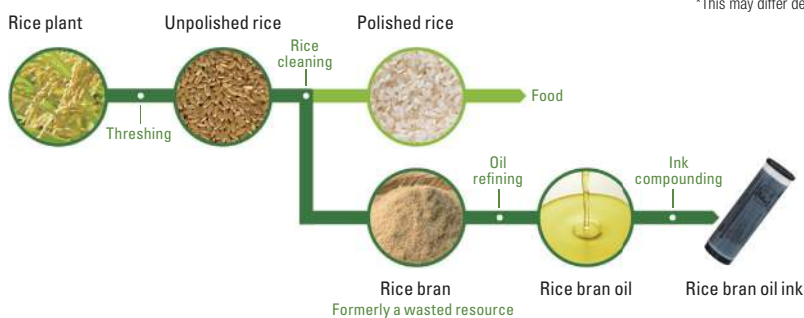 *This may differ de
Rice plant
Unpolished rice
Polished rice
Rice
cleaning
Food
Threshing
Oil
refining
Ink
compounding
Rice bran
Rice bran oil
Rice bran oil ink
Formerly a wasted resource